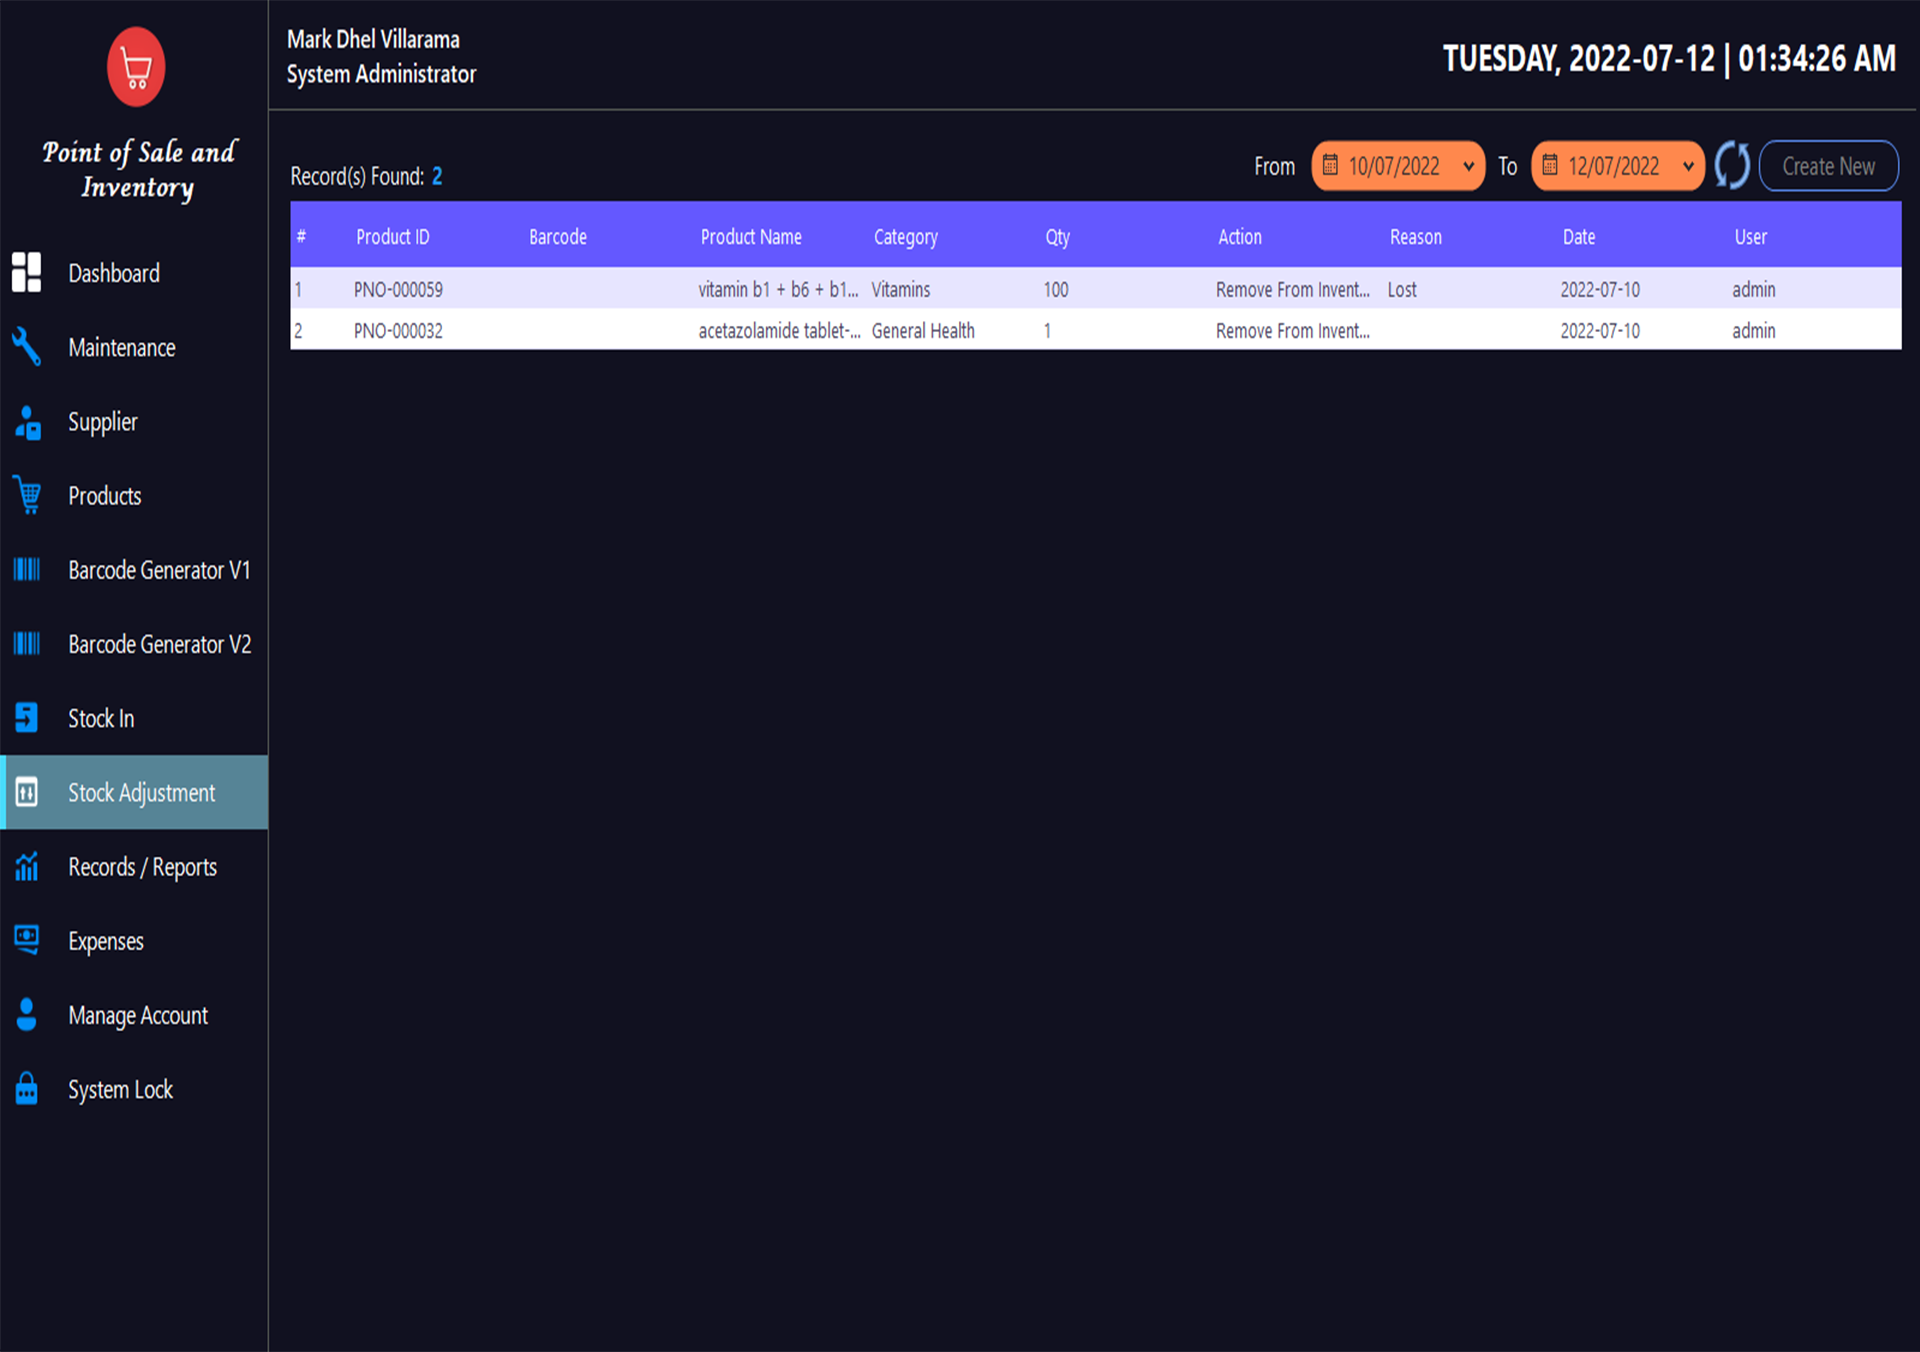 Point of Sale and
Inventory
Dashboard
Maintenance
Supplier
Products
Barcode Generator V1
Barcode Generator V2
Stock In
Stock Adjustment
Records / Reports
Expenses
Manage Account
System Lock
Mark Dhel Villarama
System Administrator
TUESDAY, 2022-07-12 | 01:34:26 AM
Record(s) Found: 2
From 10/07/2022 To 12/07/2022 Create New
# Product ID Barcode Product Name Category Qty Action Reason Date User
1 PNO-000059 vitamin b1 + b6 + b1... Vitamins 100 Remove From Invent... Lost 2022-07-10 admin
2 PNO-000032 acetazolamide tablet-... General Health 1 Remove From Invent... 2022-07-10 admin